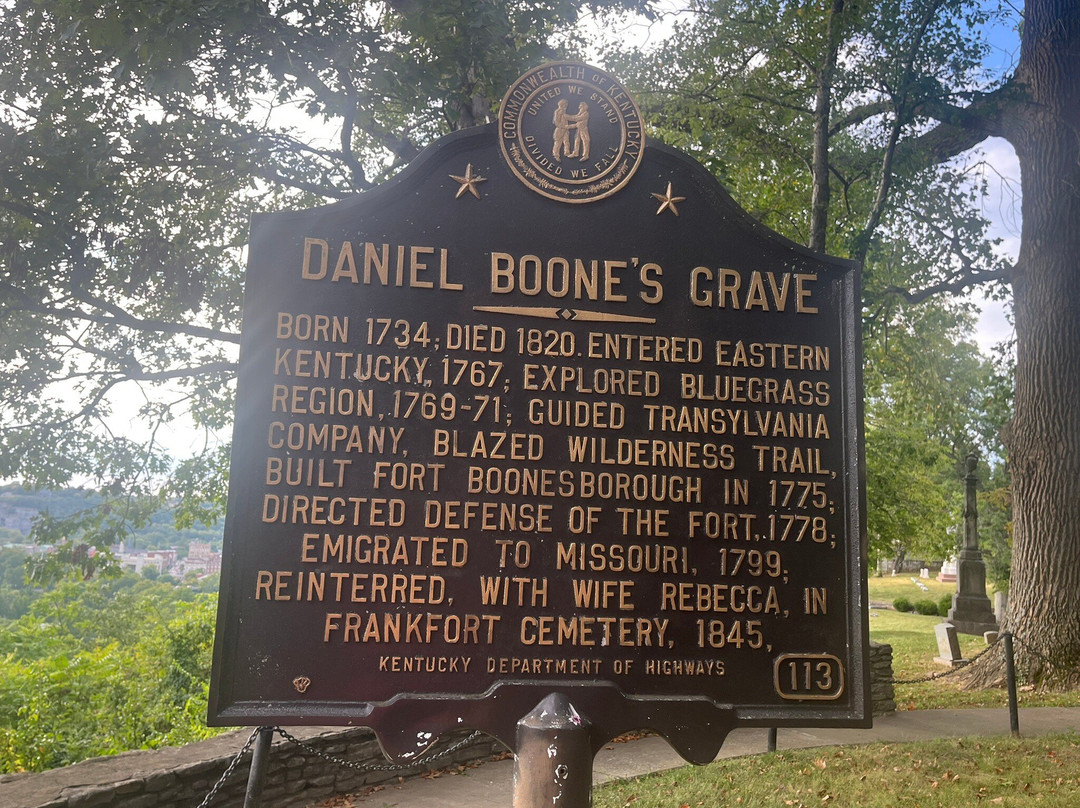 COMMONWEALTH OF KENTUCKY
UNITED WE STAND
DIVIDED WE FALL
DANIEL BOONE'S GRAVE
BORN 1734; DIED 1820. ENTERED EASTERN
KENTUCKY, 1767; EXPLORED BLUEGRASS
REGION, 1769-71; GUIDED TRANSYLVANIA
COMPANY, BLAZED WILDERNESS TRAIL,
BUILT FORT BOONESBOROUGH IN 1775;
DIRECTED DEFENSE OF THE FORT, 1778;
EMIGRATED TO MISSOURI, 1799;
REINTERRED, WITH WIFE REBECCA, IN
FRANKFORT CEMETERY, 1845.
KENTUCKY DEPARTMENT OF HIGHWAYS
113